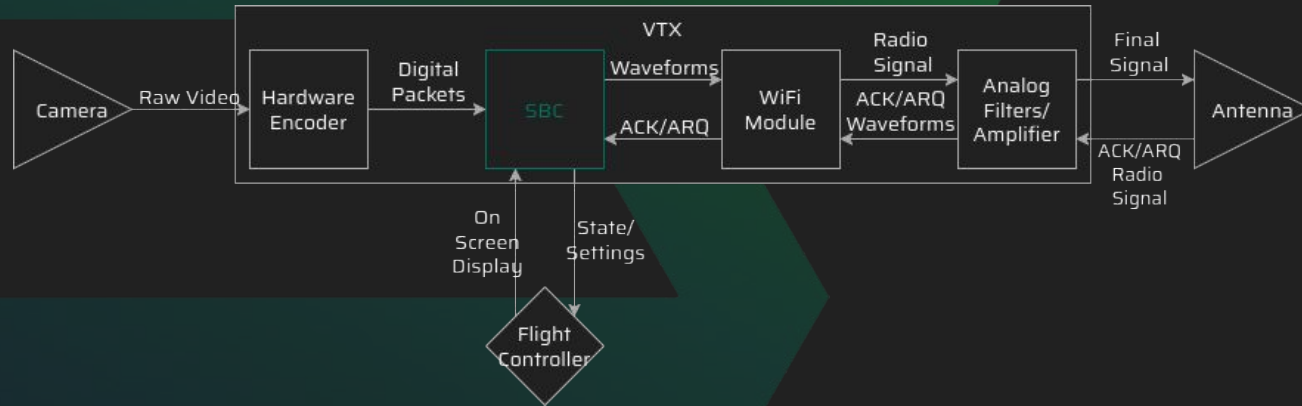 VTX
Camera
Raw Video
Hardware
Encoder
Digital
Packets
SBC
Waveforms
ACK/ARQ
WiFi
Module
Radio
Signal
ACK/ARQ
Waveforms
Analog
Filters/
Amplifier
Final
Signal
ACK/ARQ
Radio
Signal
Antenna
On
Screen
Display
State/
Settings
Flight
Controller